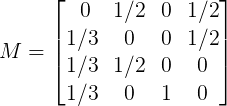 M = 
0 1/2 0 1/2
1/3 0 0 1/2
1/3 1/2 0 0
1/3 0 1 0